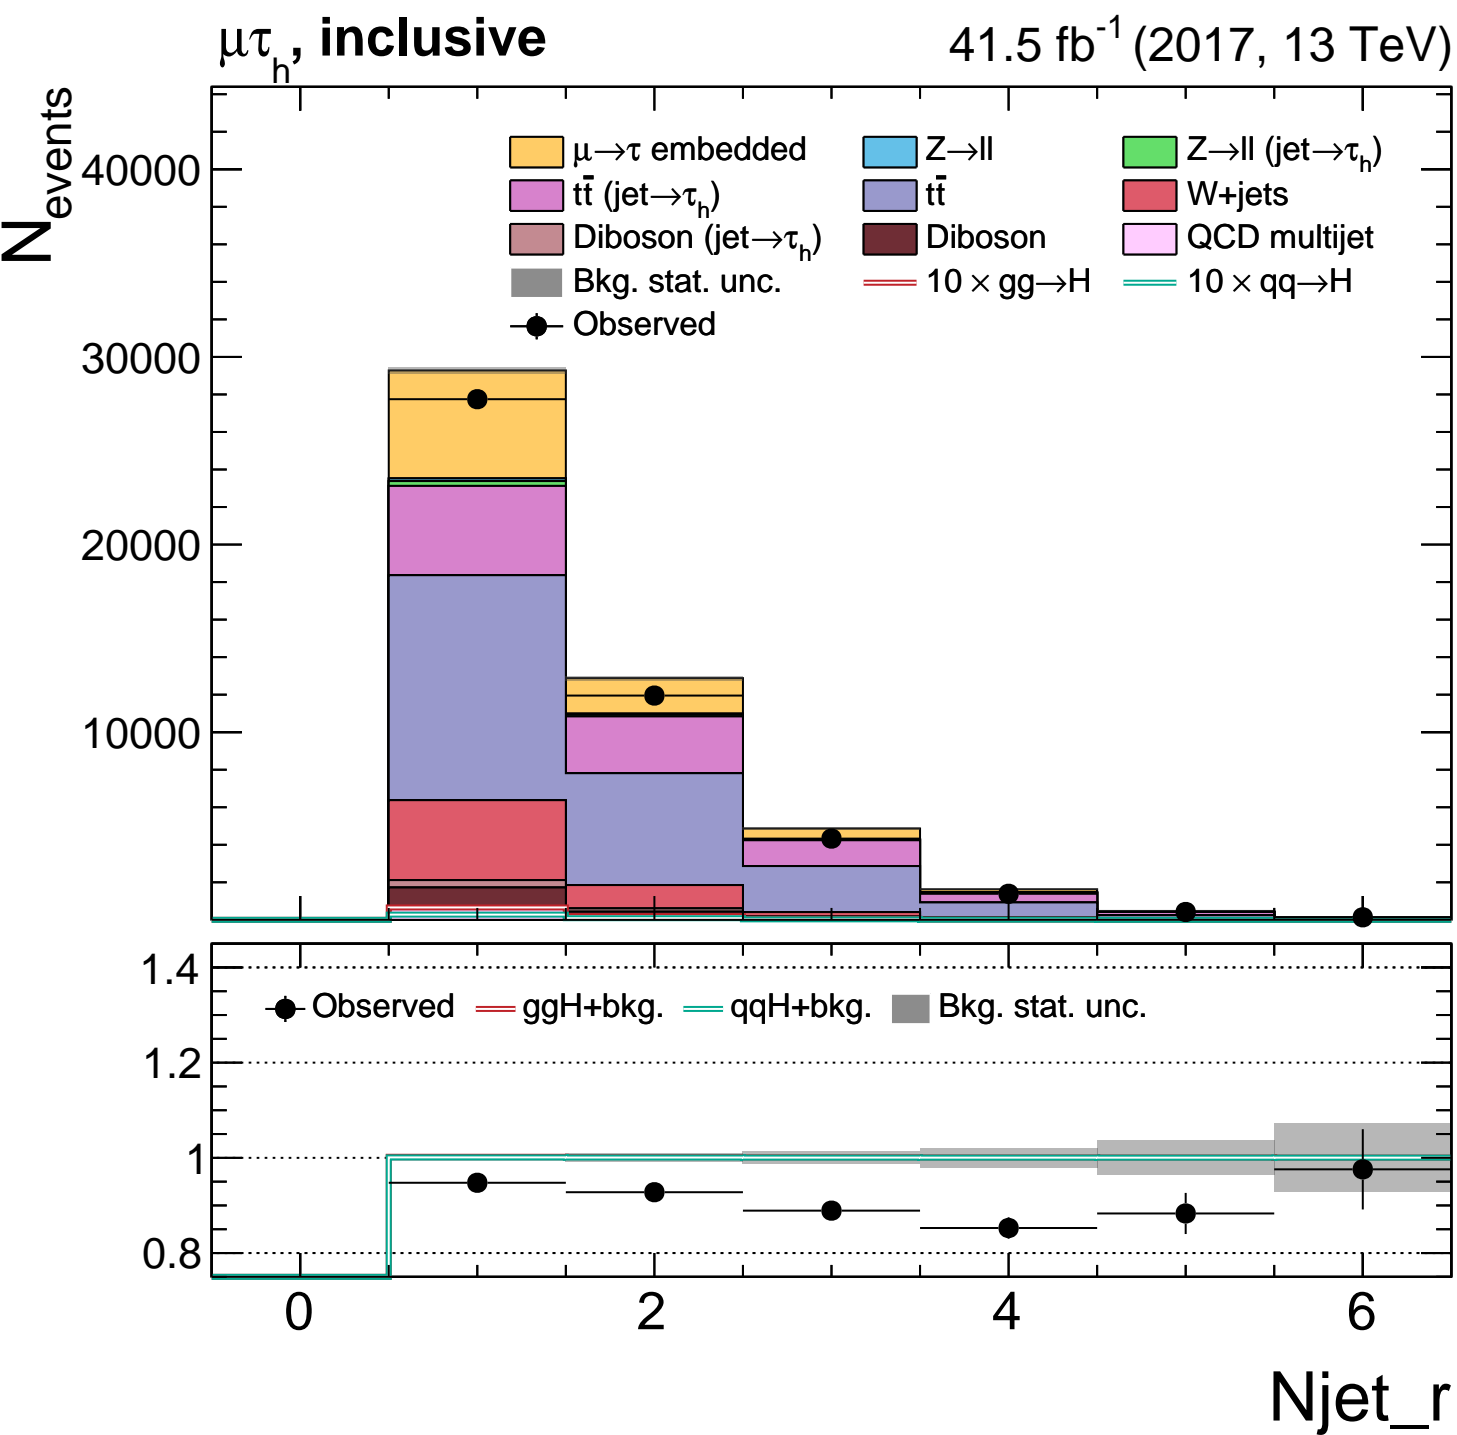 μτh, inclusive
41.5 fb-1 (2017, 13 TeV)
Nevents
40000
30000
20000
10000
μ→τ embedded
Z→ll
Z→ll (jet→τh)
tt̄ (jet→τh)
tt̄
W+jets
Diboson (jet→τh)
Diboson
QCD multijet
Bkg. stat. unc.
10 × gg→H
10 × qq→H
Observed
1.4
1.2
1
0.8
Observed
ggH+bkg.
qqH+bkg.
Bkg. stat. unc.
0
2
4
6
Njet_r